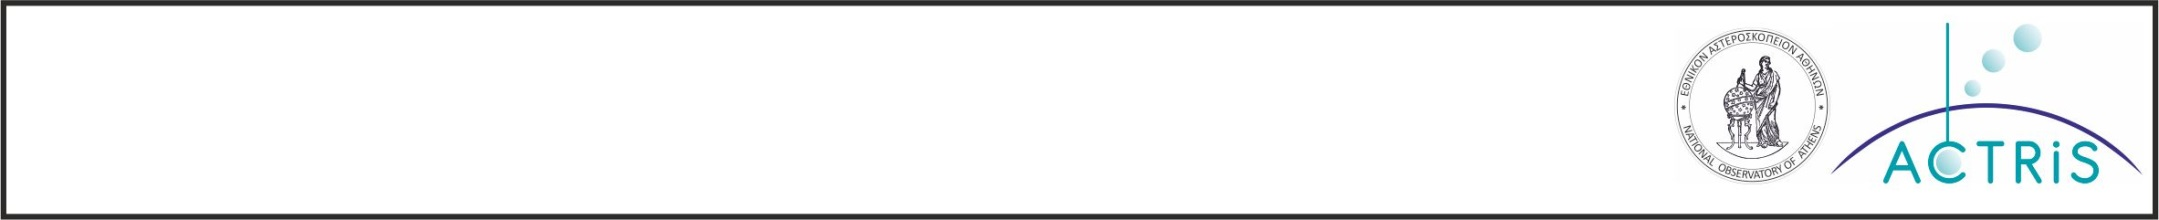 ΕΘΝΙΚΟΝ ΑΣΤΕΡΟΣΚΟΠΕΙΟΝ ΑΘΗΝΩΝ
NATIONAL OBSERVATORY OF ATHENS
ACTRiS